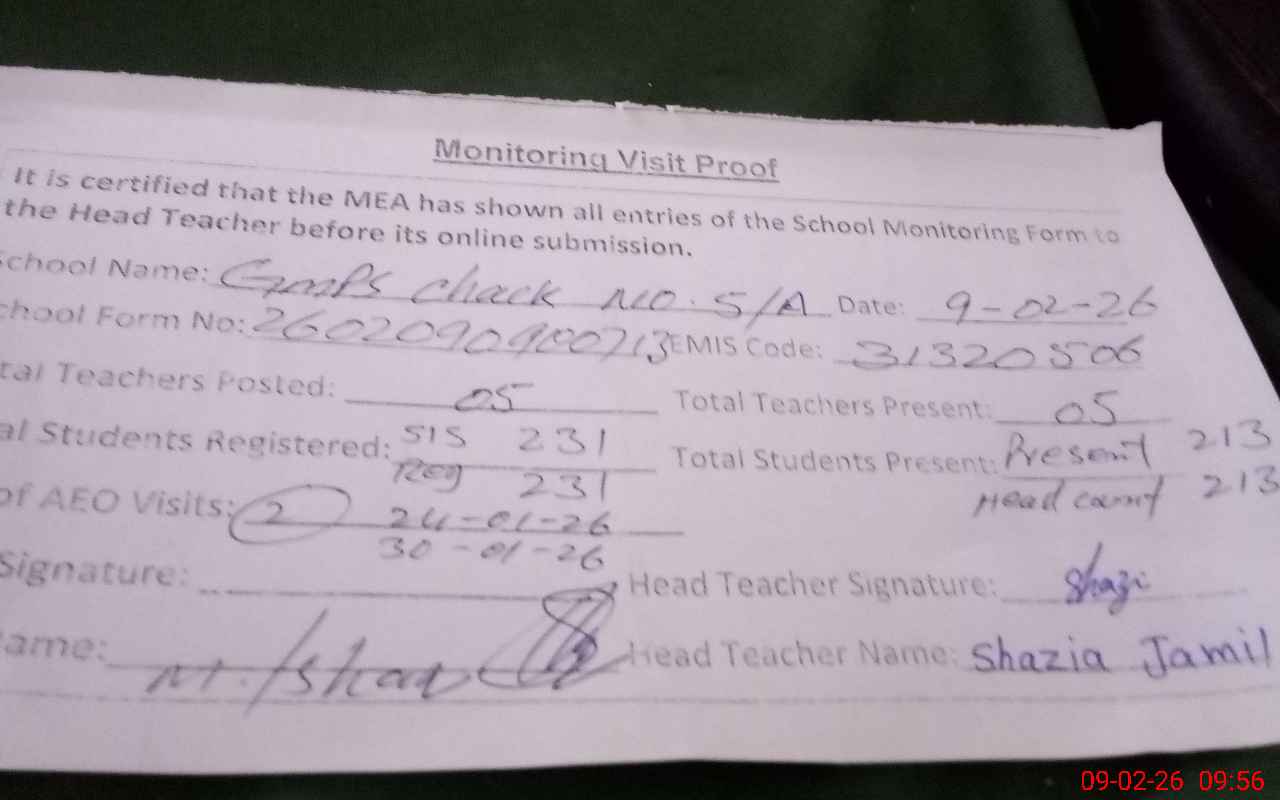 Monitoring Visit Proof
It is certified that the MEA has shown all entries of the School Monitoring Form to
the Head Teacher before its online submission.
School Name: GMMPS chack NO. 5/A Date: 9-02-26
chool Form No: 2602090900713 EMIS Code: 31320506
tal Teachers Posted: 05 Total Teachers Present: 05
al Students Registered: SIS 231 Total Students Present: Present 213
Reg 231 Head count 213
of AEO Visits: 2 24-01-26
30-01-26
Signature: Head Teacher Signature: Shazi
ame: M. Ishaq Head Teacher Name: Shazia Jamil
09-02-26 09:56